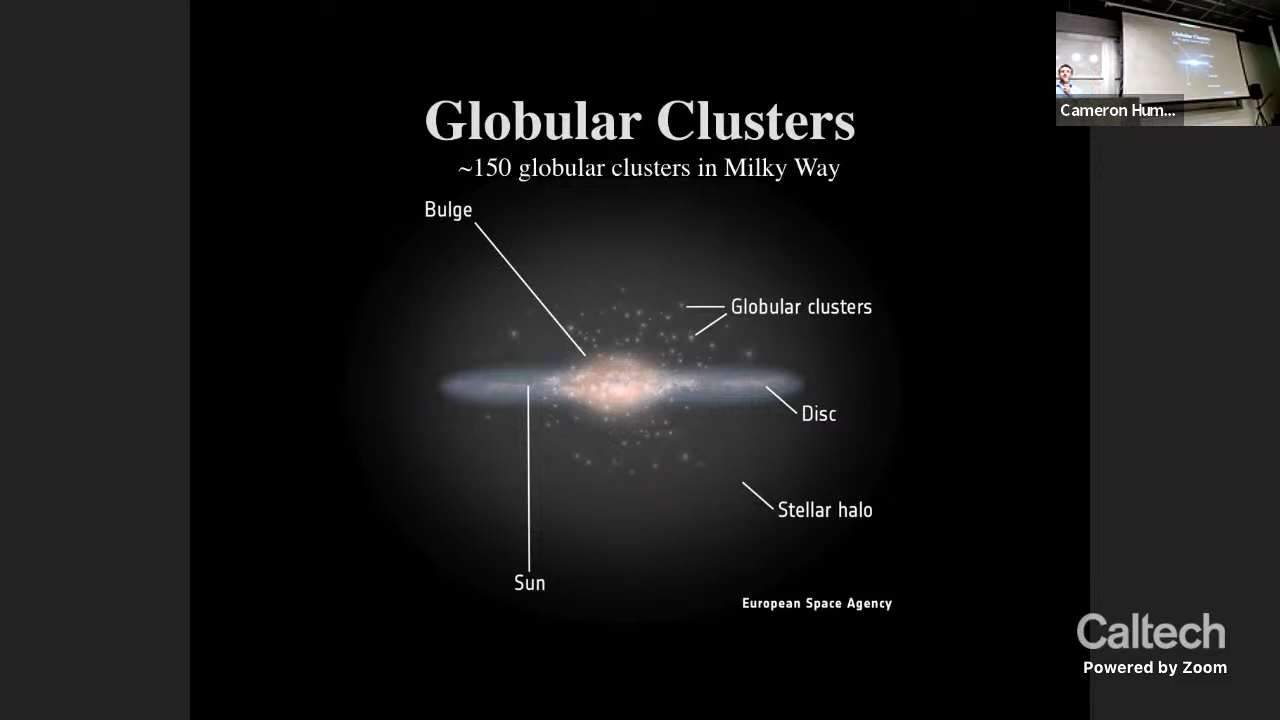 Globular Clusters
~150 globular clusters in Milky Way
Cameron Hum...
Bulge
Globular clusters
Disc
Stellar halo
Sun
European Space Agency
Caltech
Powered by Zoom